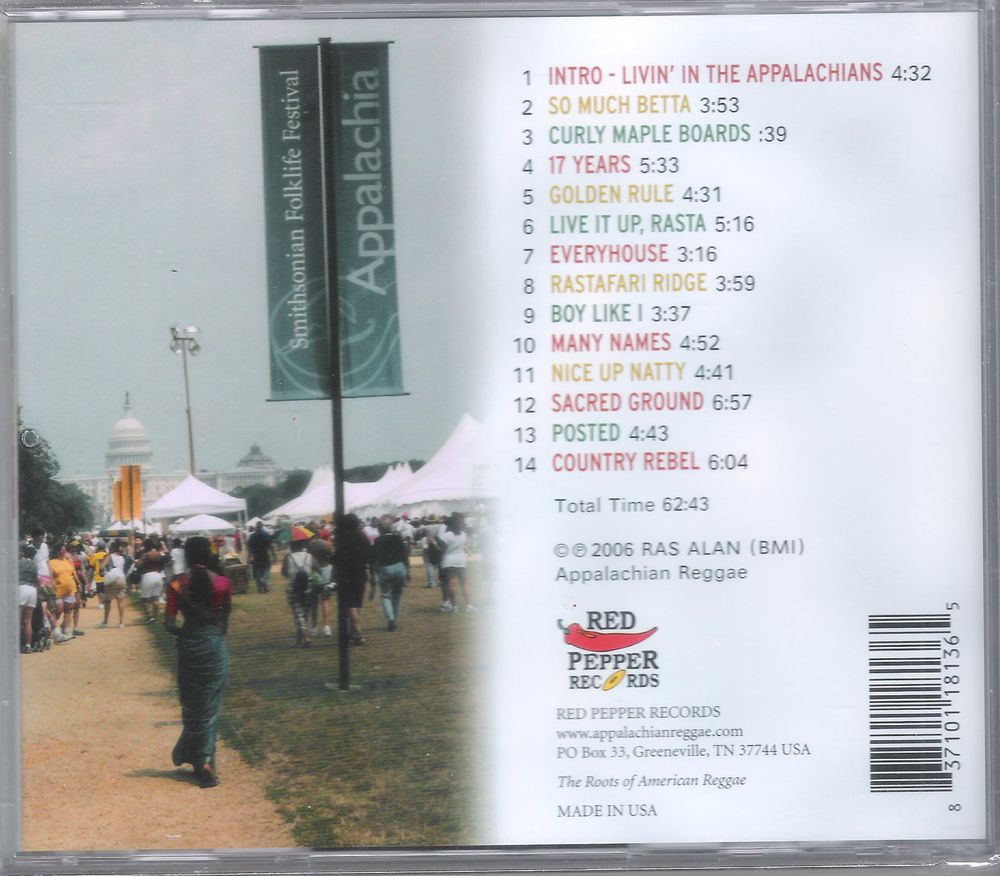 Smithsonian Folklife Festival
Appalachia
1 INTRO - LIVIN' IN THE APPALACHIANS 4:32
2 SO MUCH BETTA 3:53
3 CURLY MAPLE BOARDS :39
4 17 YEARS 5:33
5 GOLDEN RULE 4:31
6 LIVE IT UP, RASTA 5:16
7 EVERYHOUSE 3:16
8 RASTAFARI RIDGE 3:59
9 BOY LIKE I 3:37
10 MANY NAMES 4:52
11 NICE UP NATTY 4:41
12 SACRED GROUND 6:57
13 POSTED 4:43
14 COUNTRY REBEL 6:04
Total Time 62:43
©℗ 2006 RAS ALAN (BMI)
Appalachian Reggae
RED
PEPPER
RECORDS
RED PEPPER RECORDS
www.appalachianreggae.com
PO Box 33, Greeneville, TN 37744 USA
The Roots of American Reggae
MADE IN USA
8 37101 18136 5